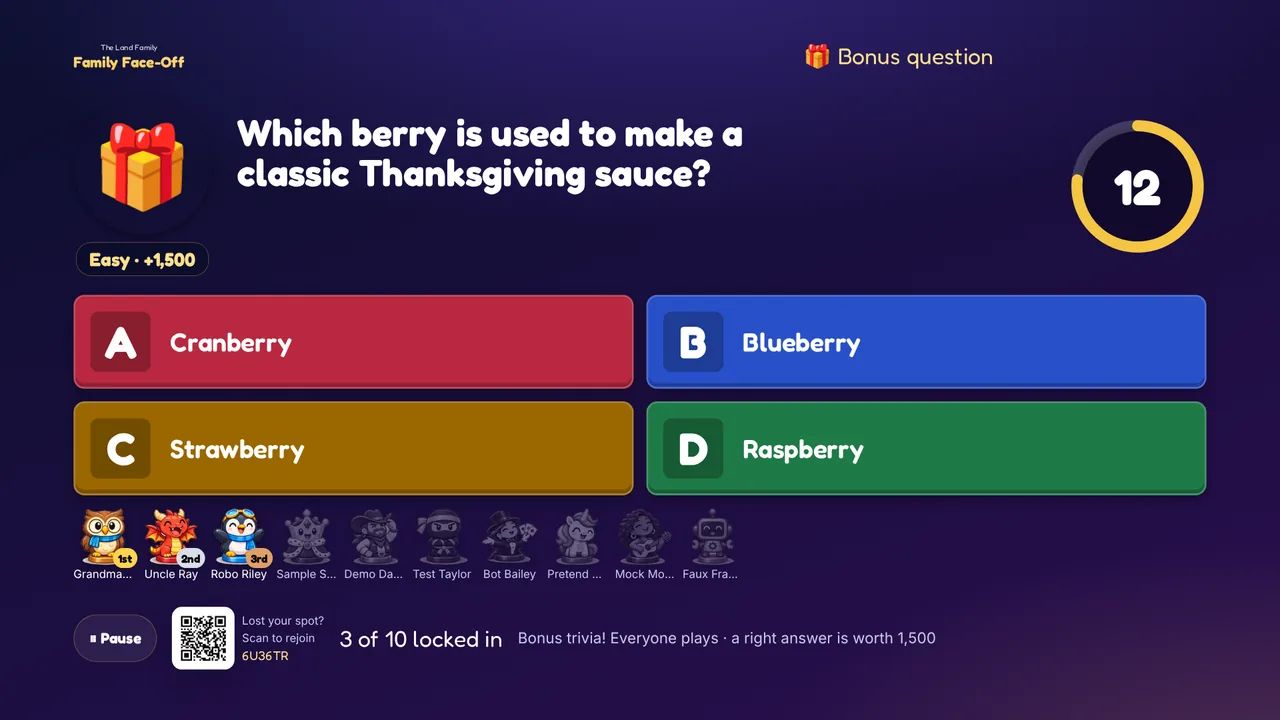 The Land Family
Family Face-Off
🎁 Bonus question
Which berry is used to make a
classic Thanksgiving sauce?
12
Easy · +1,500
A Cranberry
B Blueberry
C Strawberry
D Raspberry
1st 2nd 3rd
Grandma... Uncle Ray Robo Riley Sample S... Demo Da... Test Taylor Bot Bailey Pretend ... Mock Mo... Faux Fra...
⏸ Pause
Lost your spot?
Scan to rejoin
6U36TR
3 of 10 locked in
Bonus trivia! Everyone plays · a right answer is worth 1,500